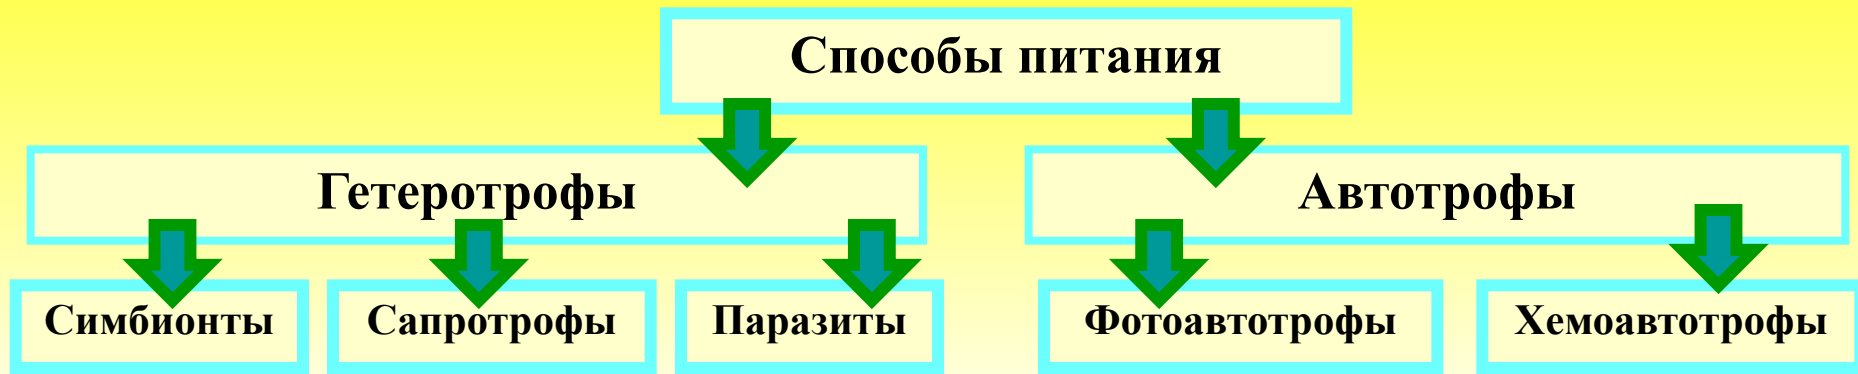 Способы питания
Гетеротрофы
Автотрофы
Симбионты
Сапротрофы
Паразиты
Фотоавтотрофы
Хемоавтотрофы